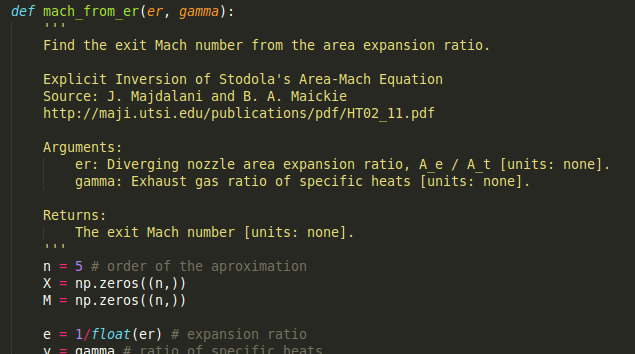 def mach_from_er(er, gamma):
'''
Find the exit Mach number from the area expansion ratio.
Explicit Inversion of Stodola's Area-Mach Equation
Source: J. Majdalani and B. A. Maickie
http://maji.utsi.edu/publications/pdf/HT02_11.pdf
Arguments:
er: Diverging nozzle area expansion ratio, A_e / A_t [units: none].
gamma: Exhaust gas ratio of specific heats [units: none].
Returns:
The exit Mach number [units: none].
'''
n = 5 # order of the aproximation
X = np.zeros((n,))
M = np.zeros((n,))
e = 1/float(er) # expansion ratio
y = gamma # ratio of specific heats